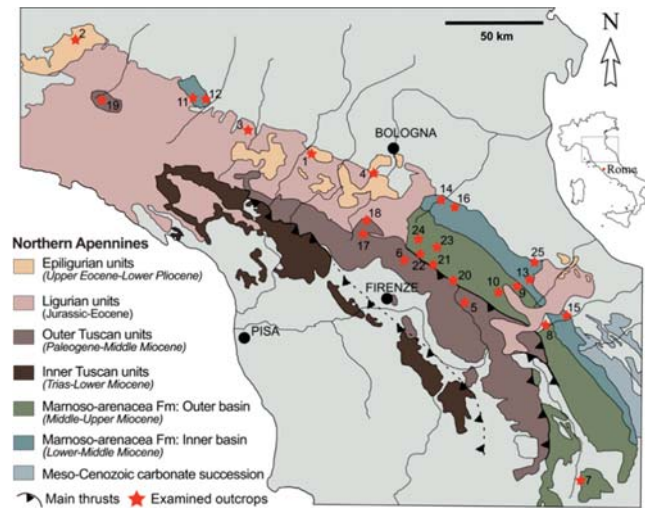 50 km
N
2
BOLOGNA
Rome
19
11
12
3
1
4
14
16
18
17
24
23
25
6
22
21
13
20
10
9
FIRENZE
5
15
8
PISA
7
Northern Apennines
Epiligurian units
(Upper Eocene-Lower Pliocene)
Ligurian units
(Jurassic-Eocene)
Outer Tuscan units
(Paleogene-Middle Miocene)
Inner Tuscan units
(Trias-Lower Miocene)
Marnoso-arenacea Fm: Outer basin
(Middle-Upper Miocene)
Marnoso-arenacea Fm: Inner basin
(Lower-Middle Miocene)
Meso-Cenozoic carbonate succession
Main thrusts
Examined outcrops